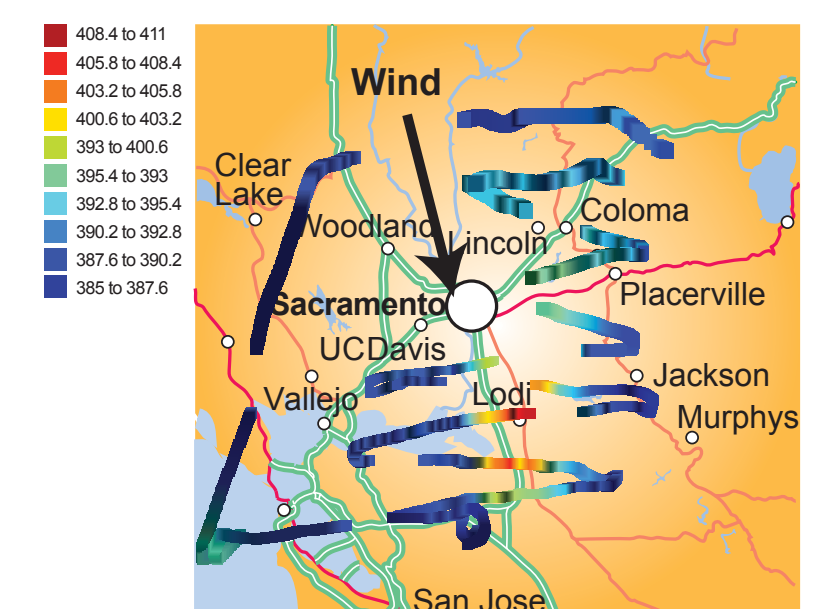 408.4 to 411
405.8 to 408.4
403.2 to 405.8
400.6 to 403.2
393 to 400.6
395.4 to 393
392.8 to 395.4
390.2 to 392.8
387.6 to 390.2
385 to 387.6
Wind
Clear
Lake
Woodland
Lincoln
Coloma
Sacramento
Placerville
UCDavis
Vallejo
Lodi
Jackson
Murphys
San Jose